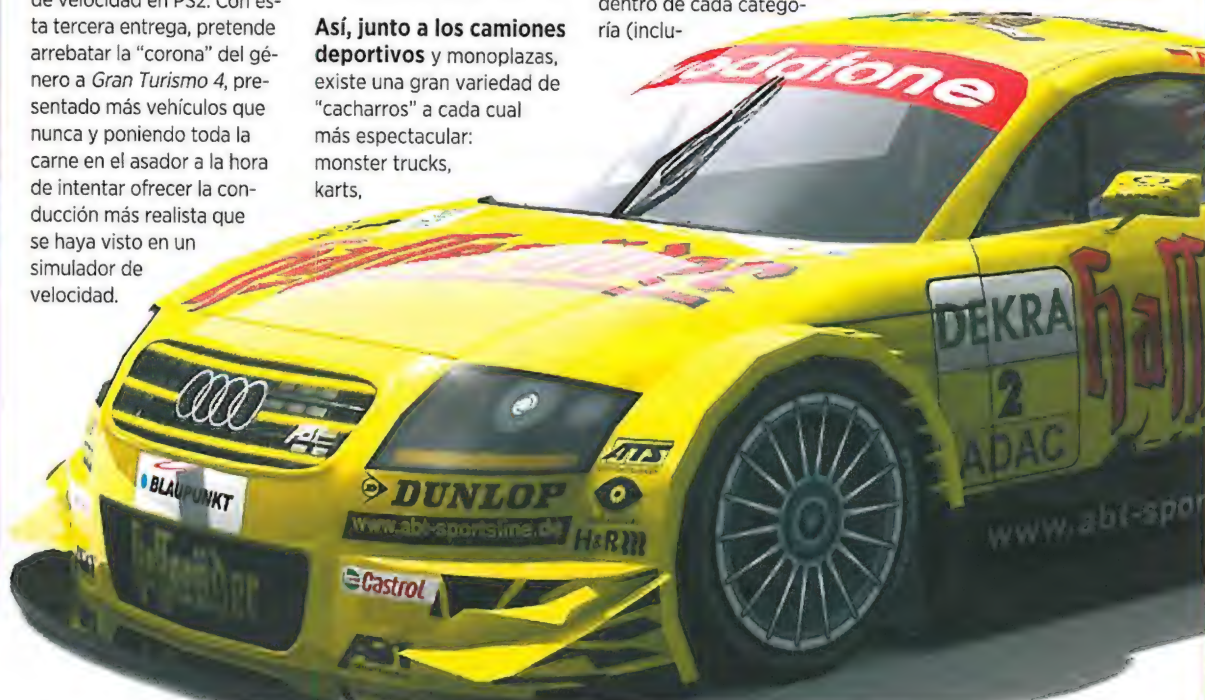 de velocidad en PS2. Con es-
ta tercera entrega, pretende
arrebatar la “corona” del gé-
nero a Gran Turismo 4, pre-
sentado más vehículos que
nunca y poniendo toda la
carne en el asador a la hora
de intentar ofrecer la con-
ducción más realista que
se haya visto en un
simulador de
velocidad.
Así, junto a los camiones
deportivos y monoplazas,
existe una gran variedad de
“cacharros” a cada cual
más espectacular:
monster trucks,
karts,
dentro de cada catego-
ría (inclu-
vodafone
DEKRA
2
ADAC
BLAUPUNKT
DUNLOP
www.abt-sportsline.de
ATS
H&R
Castrol
ABT
www.abt-spor